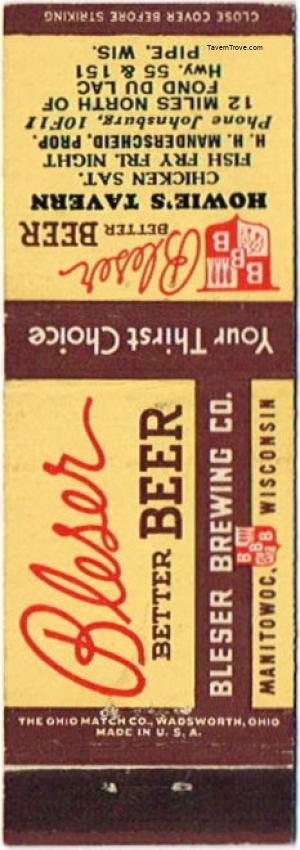 CLOSE COVER BEFORE STRIKING
TavernTrove.com
Bleser
BETTER BEER
BBB
HOWIE'S TAVERN
CHICKEN SAT.
FISH FRY FRI. NIGHT
H. H. MANDERSCHEID, PROP.
Phone Johnsburg, 10F11
12 MILES NORTH OF
FOND DU LAC
Hwy. 55 & 151
PIPE, WIS.
Your Thirst Choice
Bleser
BETTER BEER
BLESER BREWING CO.
MANITOWOC, BBB WISCONSIN
THE OHIO MATCH CO., WADSWORTH, OHIO
MADE IN U. S. A.